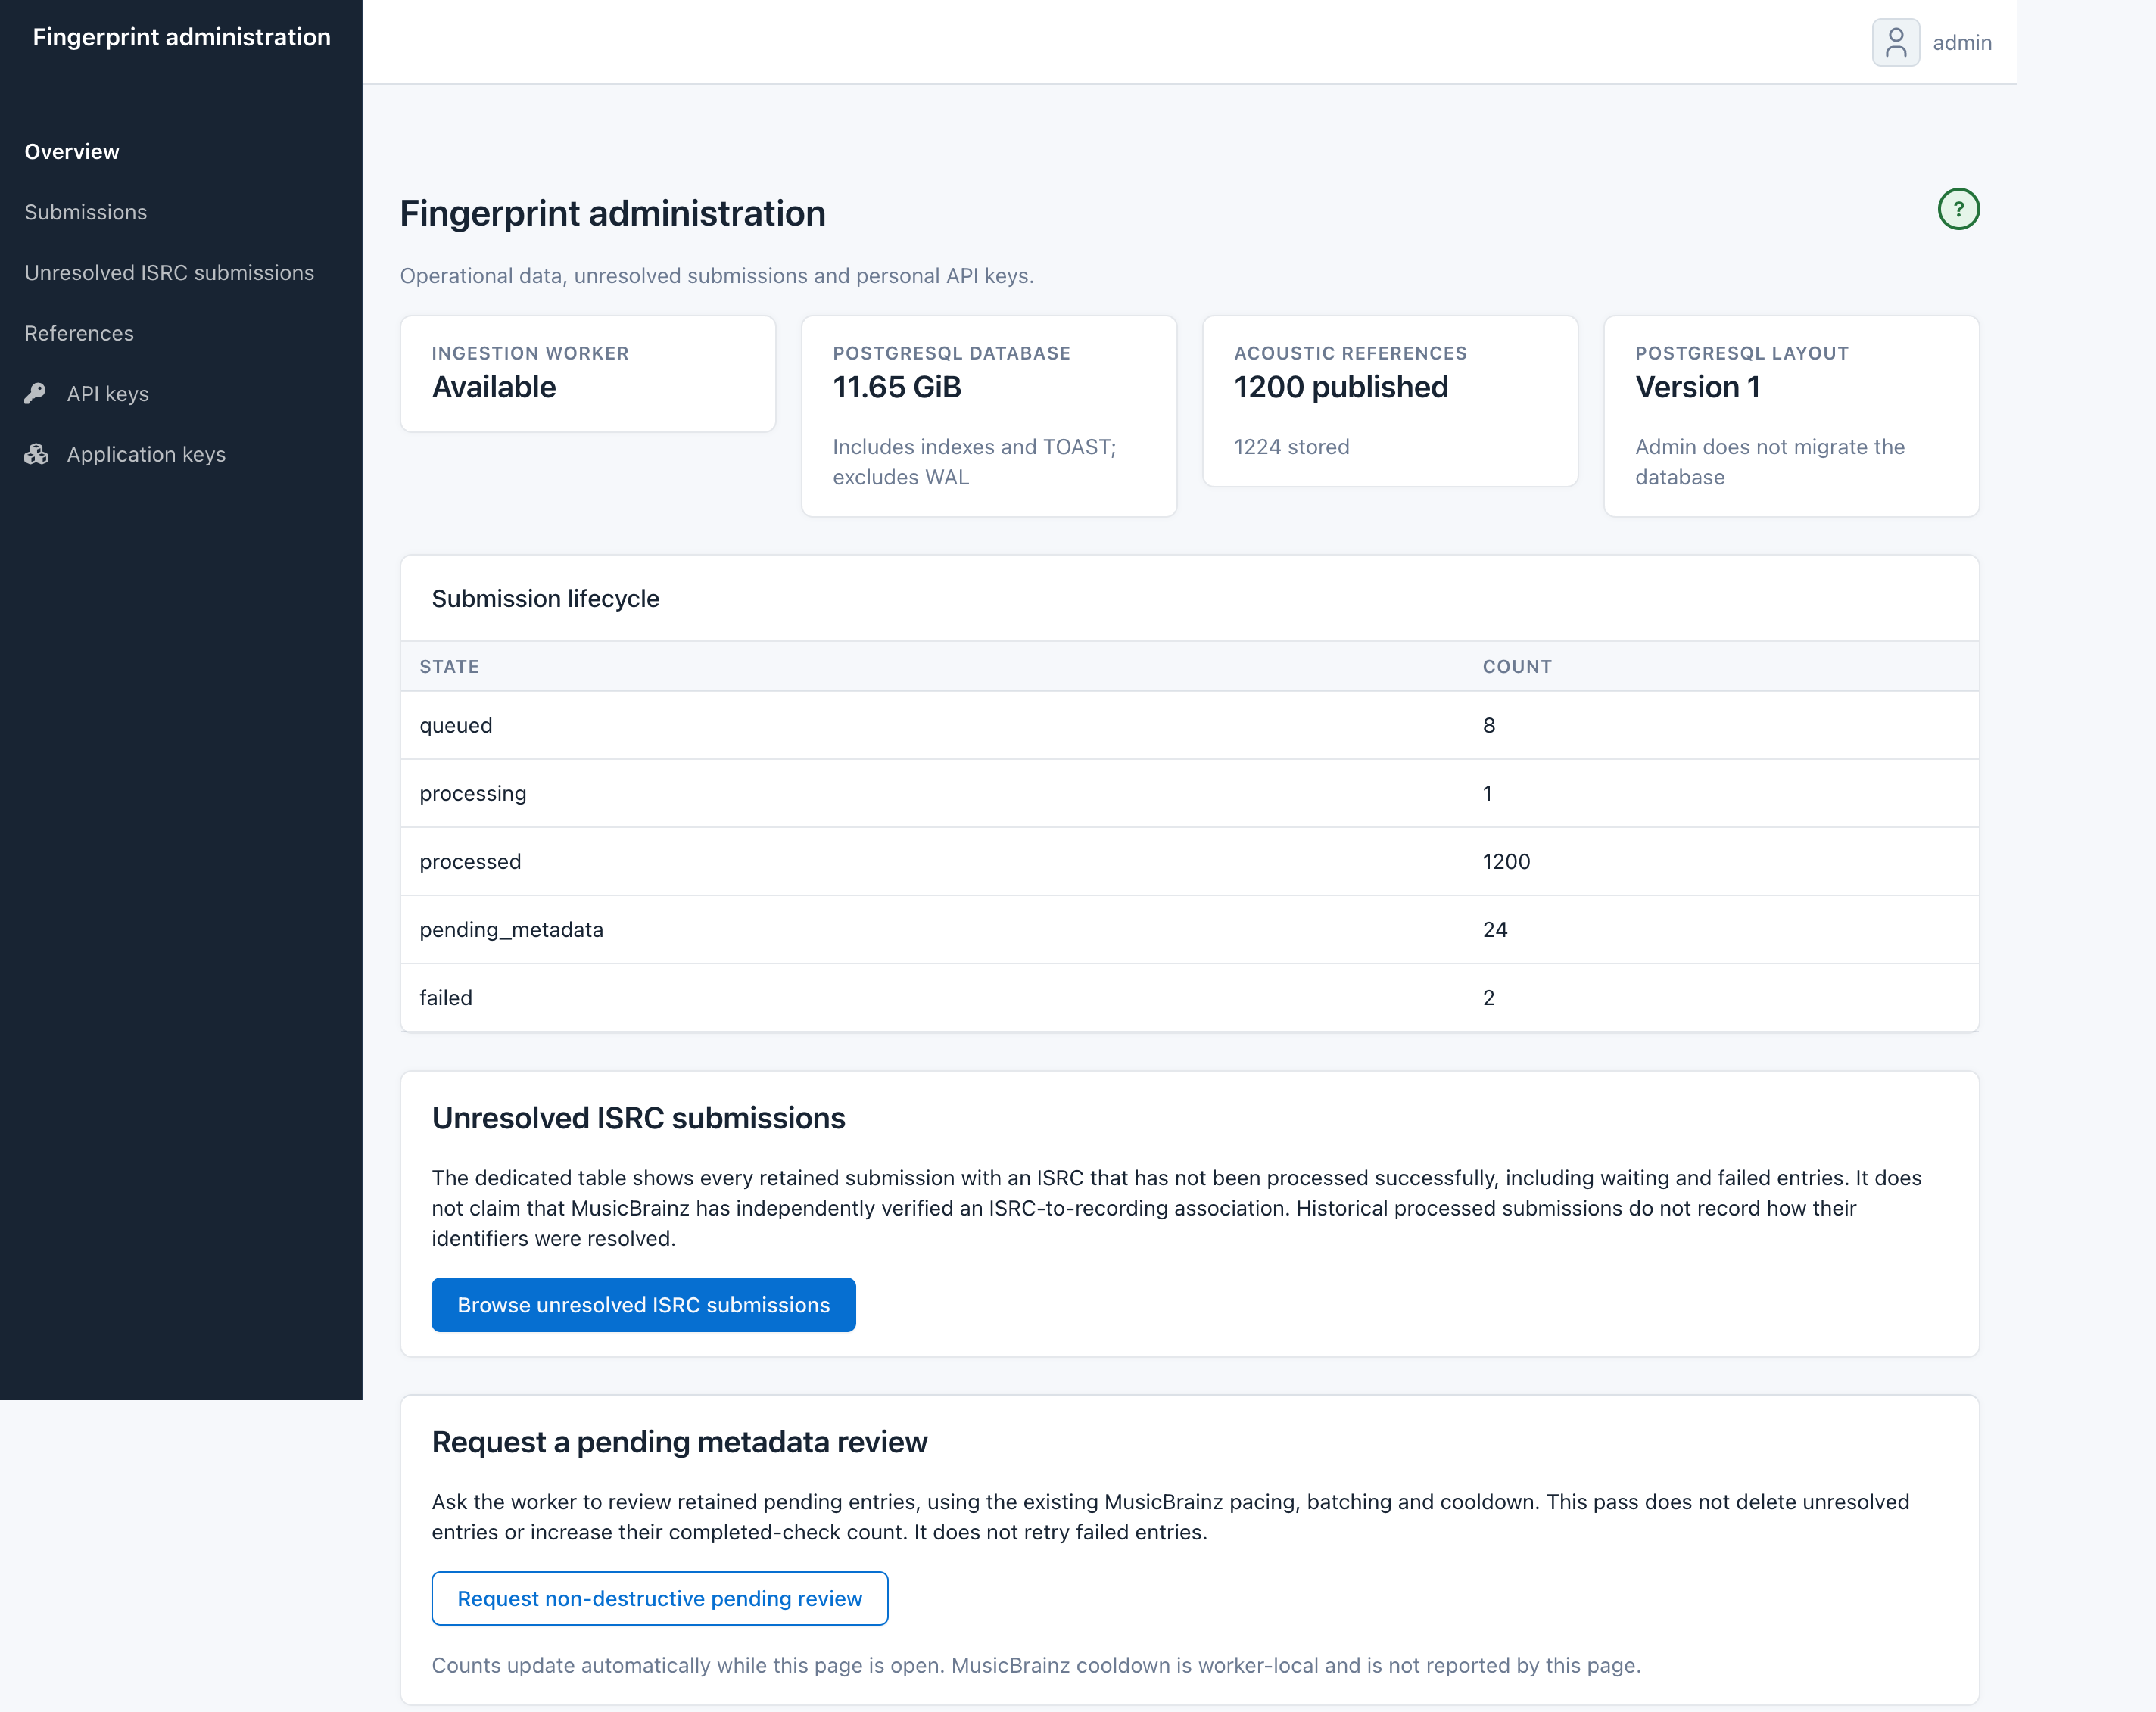 Fingerprint administration
admin
Overview
Submissions
Unresolved ISRC submissions
References
API keys
Application keys
Fingerprint administration
?
Operational data, unresolved submissions and personal API keys.
INGESTION WORKER
Available
POSTGRESQL DATABASE
11.65 GiB
Includes indexes and TOAST;
excludes WAL
ACOUSTIC REFERENCES
1200 published
1224 stored
POSTGRESQL LAYOUT
Version 1
Admin does not migrate the
database
Submission lifecycle
STATE COUNT
queued 8
processing 1
processed 1200
pending_metadata 24
failed 2
Unresolved ISRC submissions
The dedicated table shows every retained submission with an ISRC that has not been processed successfully, including waiting and failed entries. It does
not claim that MusicBrainz has independently verified an ISRC-to-recording association. Historical processed submissions do not record how their
identifiers were resolved.
Browse unresolved ISRC submissions
Request a pending metadata review
Ask the worker to review retained pending entries, using the existing MusicBrainz pacing, batching and cooldown. This pass does not delete unresolved
entries or increase their completed-check count. It does not retry failed entries.
Request non-destructive pending review
Counts update automatically while this page is open. MusicBrainz cooldown is worker-local and is not reported by this page.